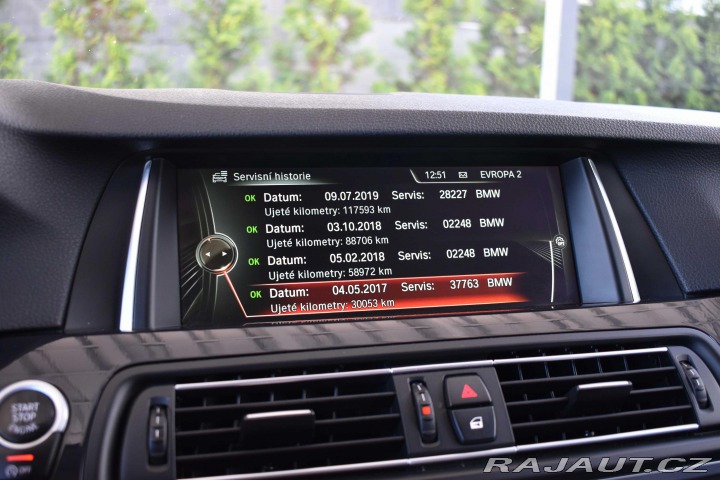 Servisní historie 12:51 EVROPA 2
OK Datum: 09.07.2019 Servis: 28227 BMW
Ujeté kilometry: 117593 km
OK Datum: 03.10.2018 Servis: 02248 BMW
Ujeté kilometry: 88706 km
OK Datum: 05.02.2018 Servis: 02248 BMW
Ujeté kilometry: 58972 km
OK Datum: 04.05.2017 Servis: 37763 BMW
Ujeté kilometry: 30053 km
START
STOP
ENGINE
OFF
RAJAUT.CZ